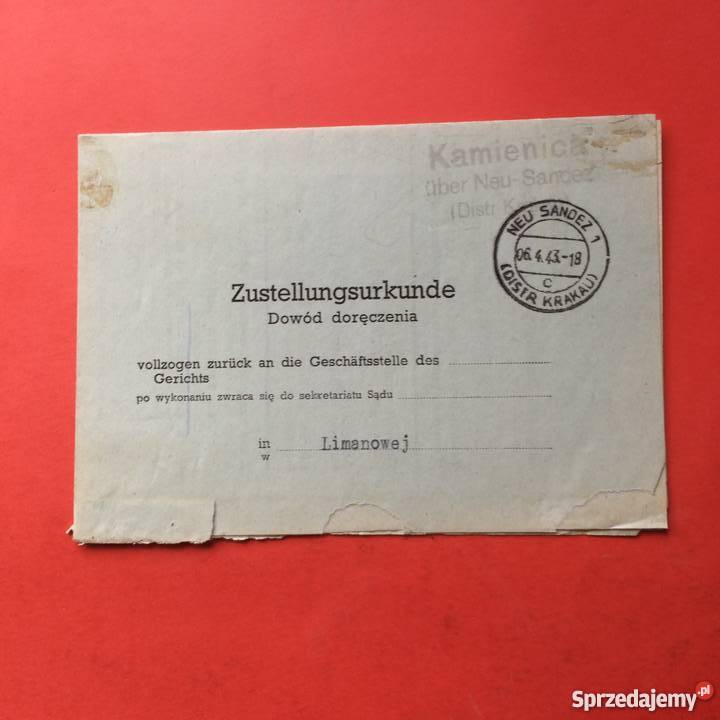 Kamienica
über Neu-Sandez
(Distr K
NEU SANDEZ 1
06.4.43.-18
c
(DISTR KRAKAU)
Zustellungsurkunde
Dowód doręczenia
vollzogen zurück an die Geschäftsstelle des
Gerichts
po wykonaniu zwraca się do sekretariatu Sądu
in Limanowej
w
Sprzedajemy.pl